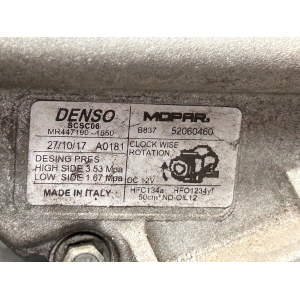 DENSO
SCSC06
MR447190-1650
MOPAR.
B837 52060460
27/10/17 A0181
CLOCK WISE
ROTATION
DESING PRES
HIGH SIDE 3.53 Mpa
LOW SIDE 1.67 Mpa
DC 12V
MADE IN ITALY
HFC134a HFO1234yf
50cm³ ND-OIL12